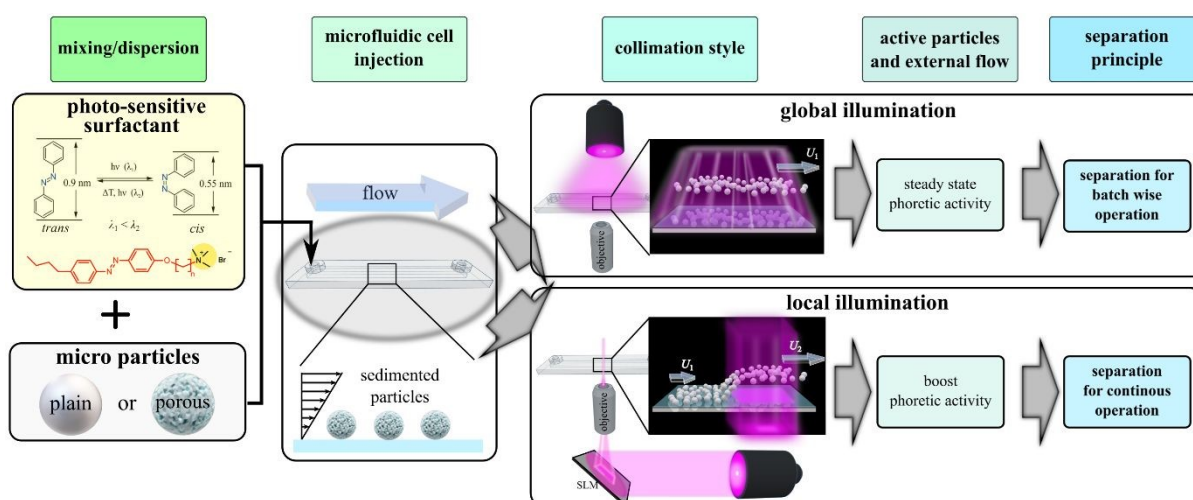 mixing/dispersion
microfluidic cell
injection
collimation style
active particles
and external flow
separation
principle
photo-sensitive
surfactant
hν (λ₁)
ΔT, hν (λ₂)
0.9 nm
0.55 nm
N
N
N
N
trans
λ₁ < λ₂
cis
N
N
O
n
N
+
Br
−
+
micro particles
plain
or
porous
flow
sedimented
particles
global illumination
objective
U₁
steady state
phoretic activity
separation for
batch wise
operation
local illumination
objective
SLM
U₁
U₂
boost
phoretic activity
separation
for continous
operation